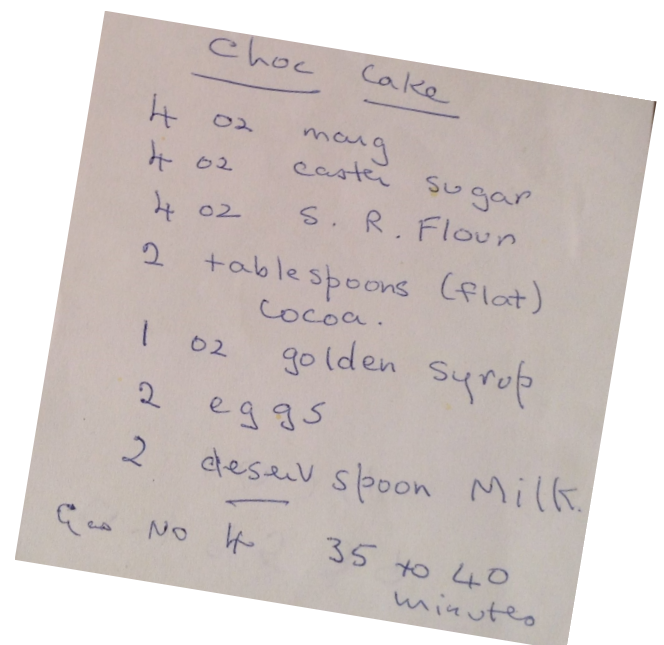 Choc Cake
4 oz marg
4 oz caster sugar
4 oz S. R. Flour
2 tablespoons (flat)
cocoa.
1 oz golden syrup
2 eggs
2 desert spoon Milk.
Gas No 4 35 to 40
minutes